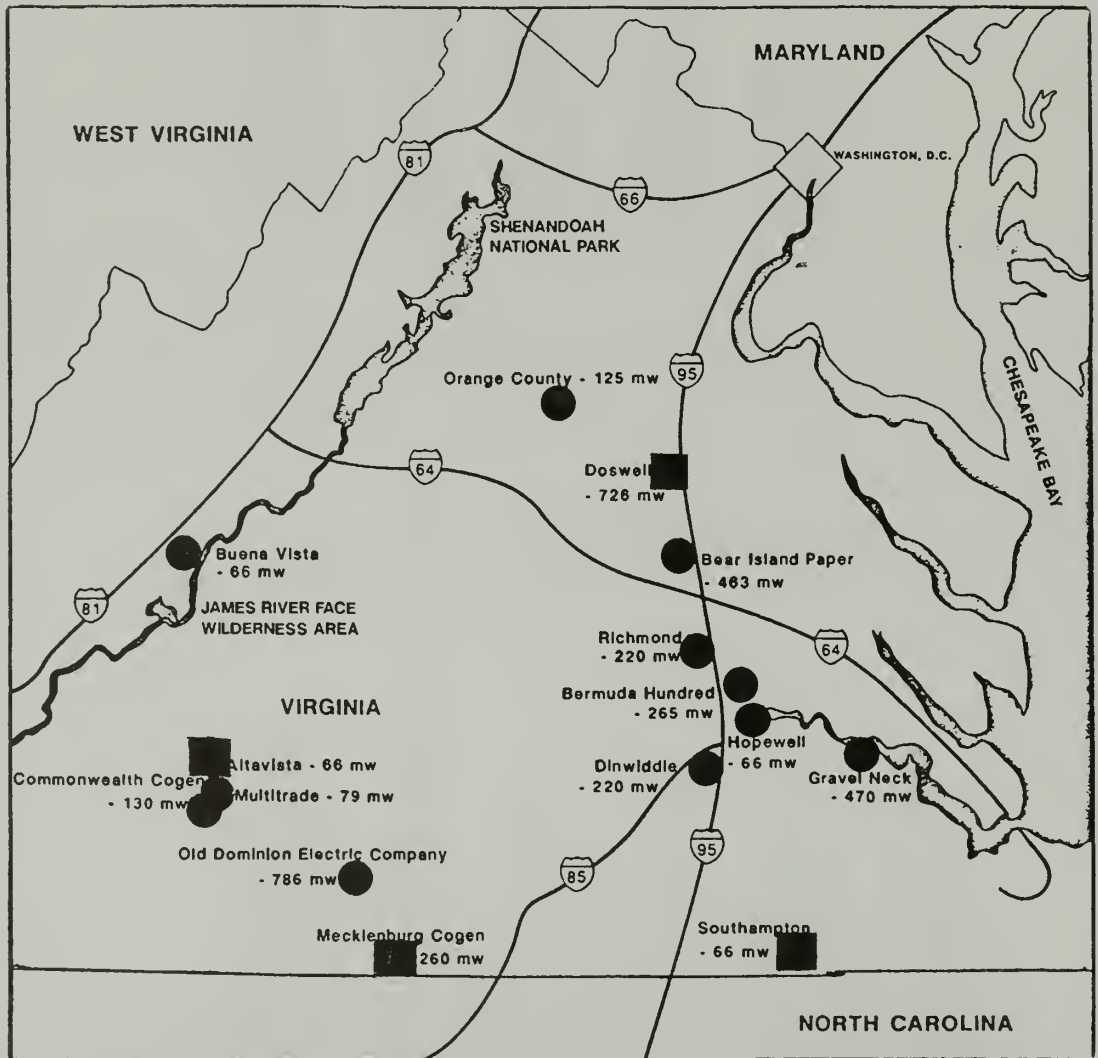 MARYLAND
WEST VIRGINIA
81
WASHINGTON, D.C.
66
SHENANDOAH
NATIONAL PARK
95
Orange County - 125 mw
CHESAPEAKE BAY
64
Doswell
- 726 mw
Buena Vista
- 66 mw
Bear Island Paper
- 463 mw
81
JAMES RIVER FACE
WILDERNESS AREA
Richmond
- 220 mw
64
Bermuda Hundred
- 265 mw
VIRGINIA
Hopewell
- 66 mw
Gravel Neck
- 470 mw
Altavista - 66 mw
Commonwealth Cogen
- 130 mw
Multitrade - 79 mw
Dinwiddie
- 220 mw
Old Dominion Electric Company
- 786 mw
85
95
Mecklenburg Cogen
260 mw
Southampton
- 66 mw
NORTH CAROLINA